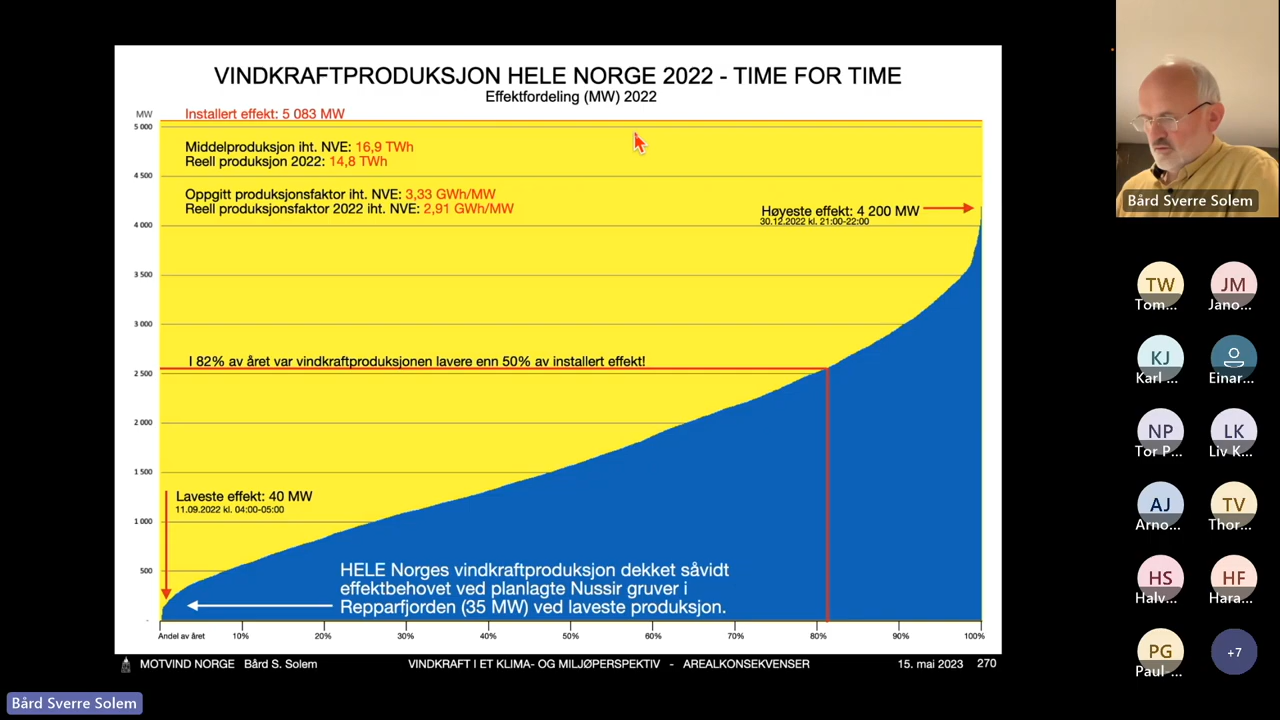 VINDKRAFTPRODUKSJON HELE NORGE 2022 - TIME FOR TIME
Effektfordeling (MW) 2022
MW
Installert effekt: 5 083 MW
5 000
Middelproduksjon iht. NVE: 16,9 TWh
Reell produksjon 2022: 14,8 TWh
4 500
Oppgitt produksjonsfaktor iht. NVE: 3,33 GWh/MW
Reell produksjonsfaktor 2022 iht. NVE: 2,91 GWh/MW
Høyeste effekt: 4 200 MW
30.12.2022 kl. 21:00-22:00
4 000
3 500
3 000
I 82% av året var vindkraftproduksjonen lavere enn 50% av installert effekt!
2 500
2 000
1 500
Laveste effekt: 40 MW
11.09.2022 kl. 04:00-05:00
1 000
500
HELE Norges vindkraftproduksjon dekket såvidt
effektbehovet ved planlagte Nussir gruver i
Repparfjorden (35 MW) ved laveste produksjon.
-
Andel av året 10% 20% 30% 40% 50% 60% 70% 80% 90% 100%
MOTVIND NORGE Bård S. Solem VINDKRAFT I ET KLIMA- OG MILJØPERSPEKTIV - AREALKONSEKVENSER 15. mai 2023 270
Bård Sverre Solem
Bård Sverre Solem
TW JM
Tom... Jano...
KJ
Karl ... Einar...
NP LK
Tor P... Liv K...
AJ TV
Arno... Thor...
HS HF
Halv... Hara...
PG +7
Paul ...